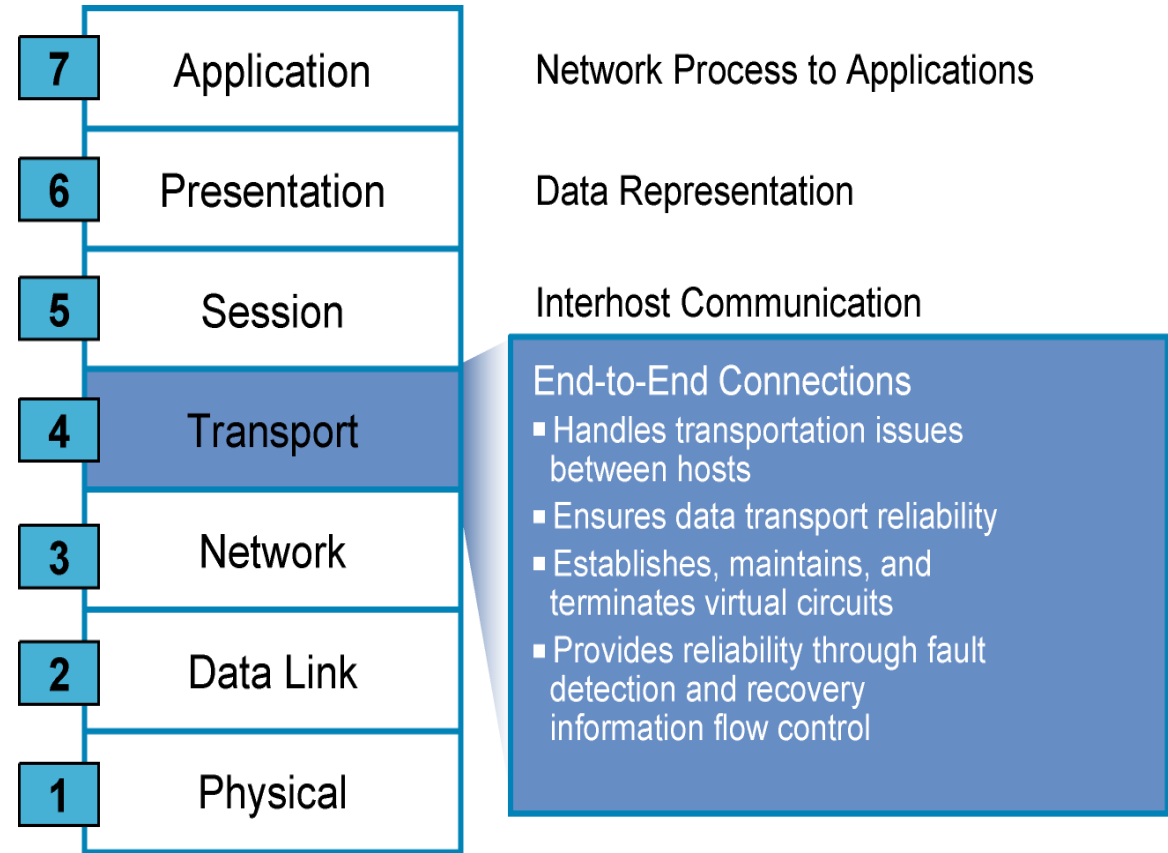 7 Application Network Process to Applications
6 Presentation Data Representation
5 Session Interhost Communication
4 Transport
End-to-End Connections
▪ Handles transportation issues
between hosts
▪ Ensures data transport reliability
▪ Establishes, maintains, and
terminates virtual circuits
▪ Provides reliability through fault
detection and recovery
information flow control
3 Network
2 Data Link
1 Physical